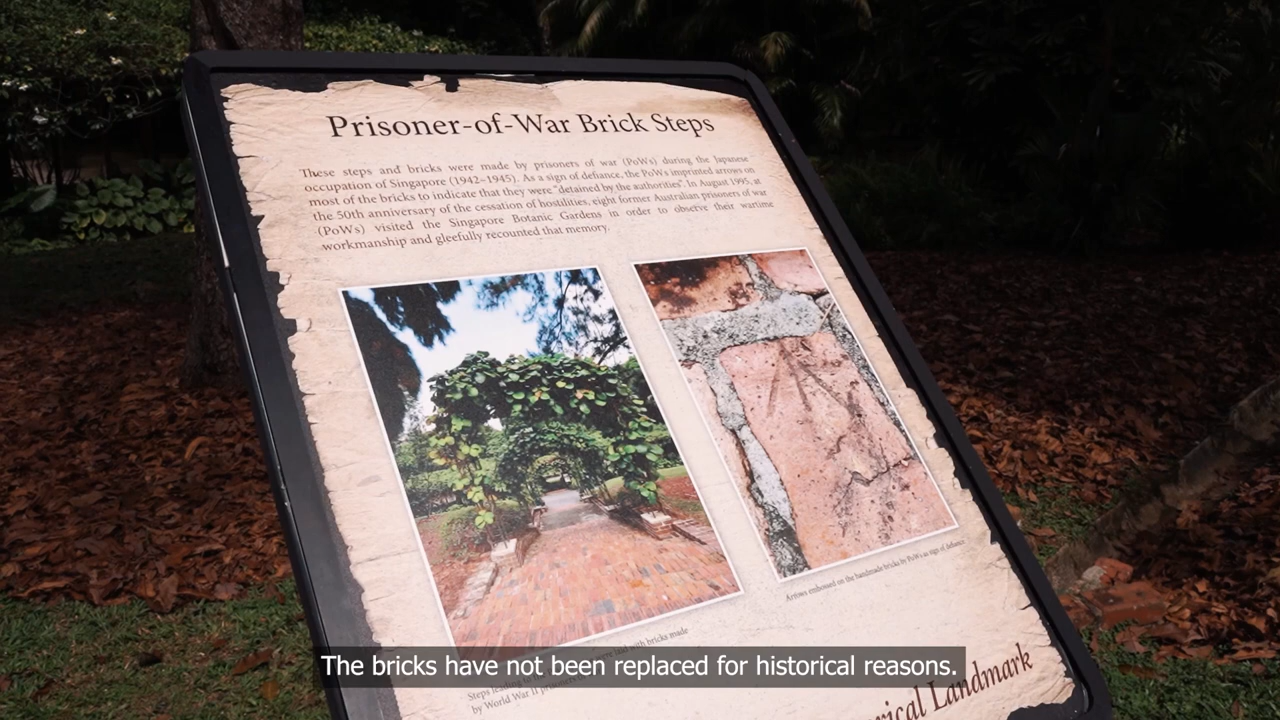 Prisoner-of-War Brick Steps
These steps and bricks were made by prisoners of war (PoWs) during the Japanese
occupation of Singapore (1942–1945). As a sign of defiance, the PoWs imprinted arrows on
most of the bricks to indicate that they were "detained by the authorities". In August 1995, at
the 50th anniversary of the cessation of hostilities, eight former Australian prisoners of war
(PoWs) visited the Singapore Botanic Gardens in order to observe their wartime
workmanship and gleefully recounted that memory.
Arrows embossed on the handmade bricks by PoWs as sign of defiance.
Steps leading with bricks made
by World War II
Landmark
The bricks have not been replaced for historical reasons.